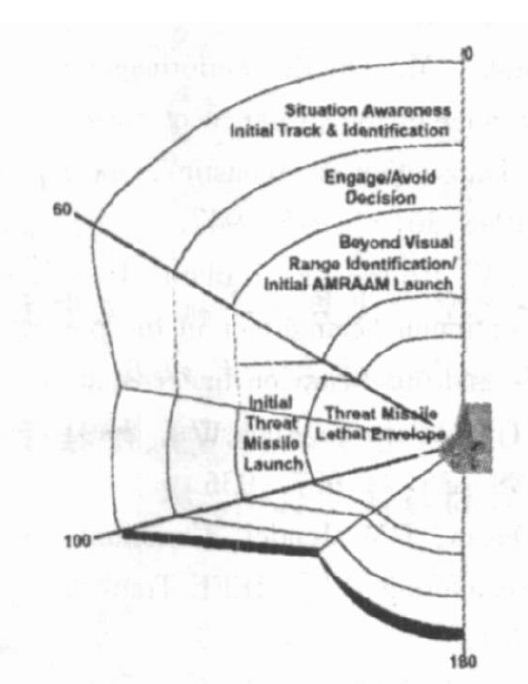 0
Situation Awareness
Initial Track & Identification
Engage/Avoid
Decision
60
Beyond Visual
Range Identification/
Initial AMRAAM Launch
Initial
Threat
Missile
Launch
Threat Missile
Lethal Envelope
100
180